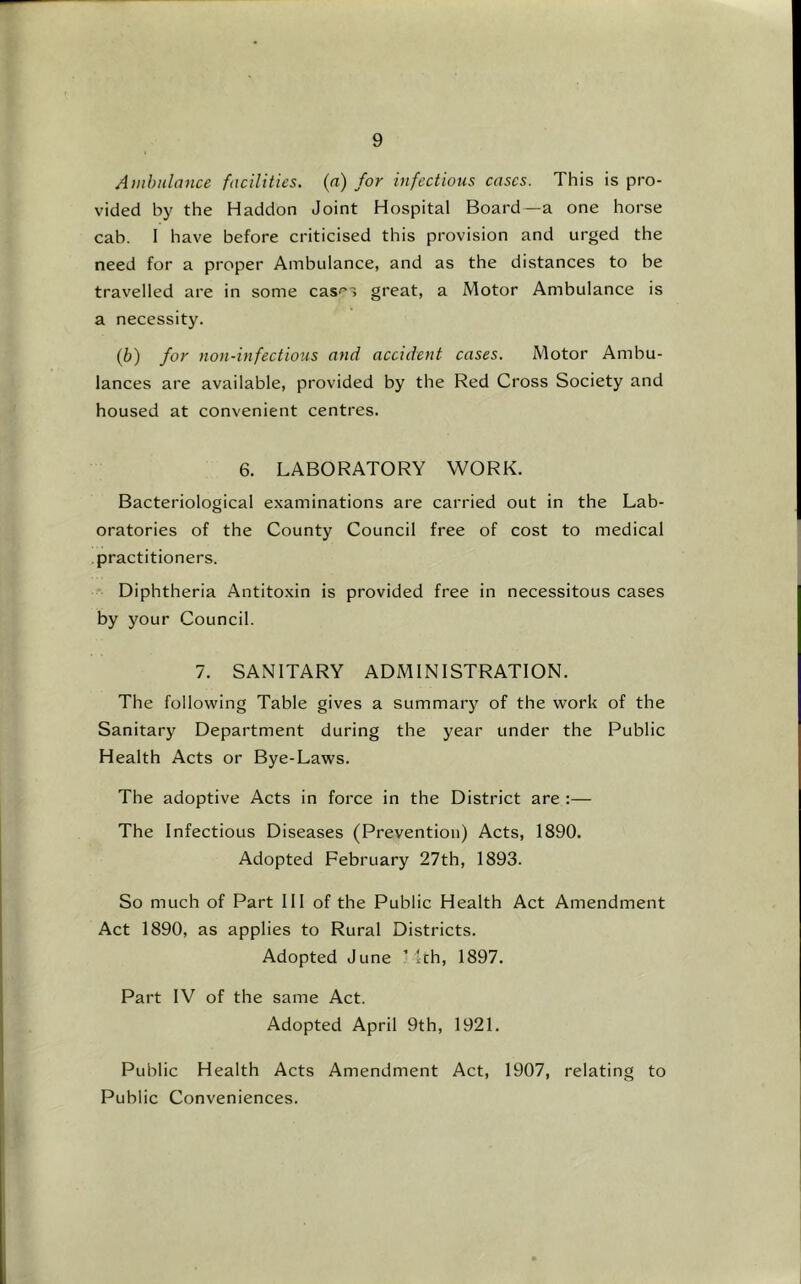 9
Ambulance facilities. (a) for infectious cases. This is pro-
vided by the Haddon Joint Hospital Board—a one horse
cab. I have before criticised this provision and urged the
need for a proper Ambulance, and as the distances to be
travelled are in some cases great, a Motor Ambulance is
a necessity.
(b) for non-infectious and accident cases. Motor Ambu-
lances are available, provided by the Red Cross Society and
housed at convenient centres.
6. LABORATORY WORK.
Bacteriological examinations are carried out in the Lab-
oratories of the County Council free of cost to medical
practitioners.
Diphtheria Antitoxin is provided free in necessitous cases
by your Council.
7. SANITARY ADMINISTRATION.
The following Table gives a summary of the work of the
Sanitary Department during the year under the Public
Health Acts or Bye-Laws.
The adoptive Acts in force in the District are :—
The Infectious Diseases (Prevention) Acts, 1890.
Adopted February 27th, 1893.
So much of Part III of the Public Health Act Amendment
Act 1890, as applies to Rural Districts.
Adopted June 1897.
Part IV of the same Act.
Adopted April 9th, 1921.
Public Health Acts Amendment Act, 1907, relating to
Public Conveniences.